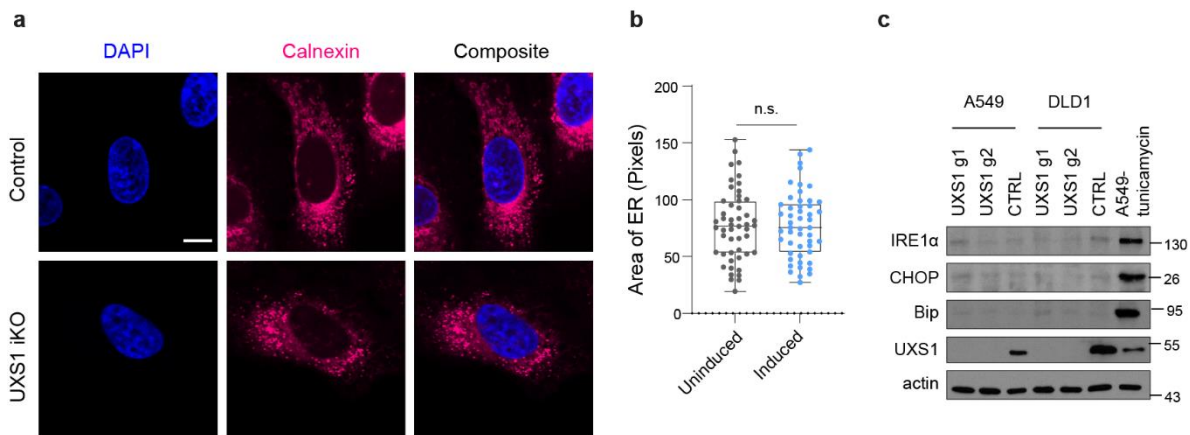 a
DAPI
Calnexin
Composite
Control
UXS1 iKO
b
200
150
100
50
0
Area of ER (Pixels)
n.s.
Uninduced
Induced
c
A549
DLD1
UXS1 g1
UXS1 g2
CTRL
UXS1 g1
UXS1 g2
CTRL
A549-
tunicamycin
IRE1α
130
CHOP
26
Bip
95
UXS1
55
actin
43